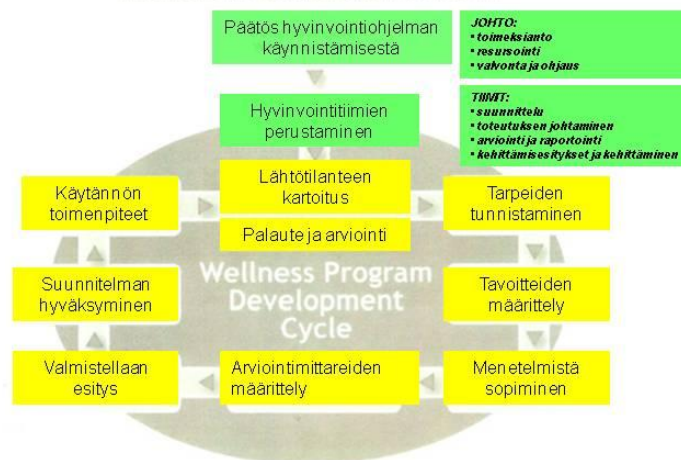 Päätös hyvinvointiohjelman
käynnistämisestä
JOHTO:
• toimeksianto
• resursointi
• valvonta ja ohjaus
Hyvinvointitiimien
perustaminen
TIIMIT:
• suunnittelu
• toteutuksen johtaminen
• arviointi ja raportointi
• kehittämisesitykset ja kehittäminen
Käytännön
toimenpiteet
Lähtötilanteen
kartoitus
Tarpeiden
tunnistaminen
Palaute ja arviointi
Suunnitelman
hyväksyminen
Wellness Program
Development
Cycle
Tavoitteiden
määrittely
Valmistellaan
esitys
Arviointimittareiden
määrittely
Menetelmistä
sopiminen